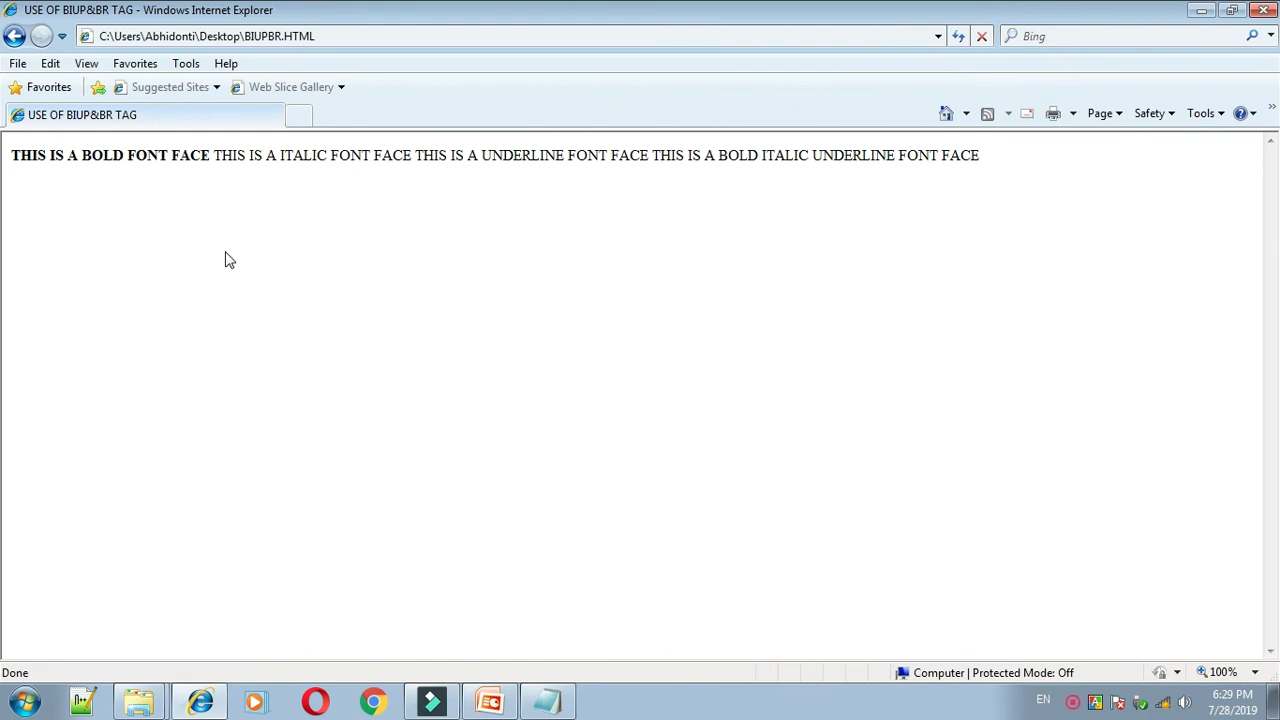 USE OF BIUP&BR TAG - Windows Internet Explorer
C:\Users\Abhidonti\Desktop\BIUPBR.HTML
Bing
File Edit View Favorites Tools Help
Favorites Suggested Sites Web Slice Gallery
USE OF BIUP&BR TAG
Page Safety Tools
THIS IS A BOLD FONT FACE THIS IS A ITALIC FONT FACE THIS IS A UNDERLINE FONT FACE THIS IS A BOLD ITALIC UNDERLINE FONT FACE
Done
Computer | Protected Mode: Off
100%
EN
6:29 PM
7/28/2019